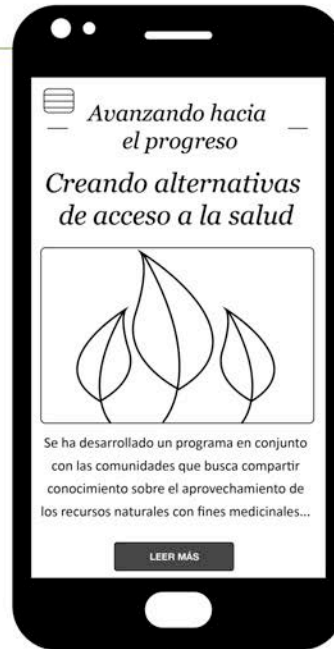 Avanzando hacia
el progreso
Creando alternativas
de acceso a la salud
Se ha desarrollado un programa en conjunto
con las comunidades que busca compartir
conocimiento sobre el aprovechamiento de
los recursos naturales con fines medicinales...
LEER MÁS